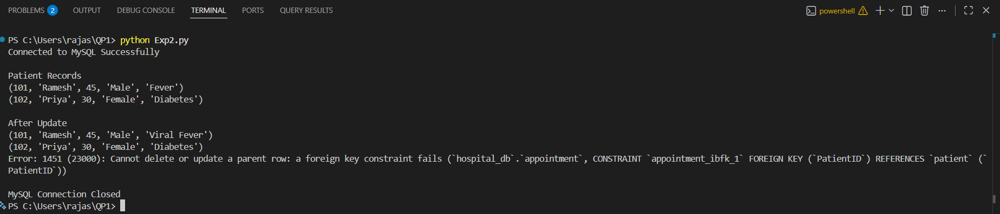 PROBLEMS 2 OUTPUT DEBUG CONSOLE TERMINAL PORTS QUERY RESULTS powershell
PS C:\Users\rajas\QP1> python Exp2.py
Connected to MySQL Successfully
Patient Records
(101, 'Ramesh', 45, 'Male', 'Fever')
(102, 'Priya', 30, 'Female', 'Diabetes')
After Update
(101, 'Ramesh', 45, 'Male', 'Viral Fever')
(102, 'Priya', 30, 'Female', 'Diabetes')
Error: 1451 (23000): Cannot delete or update a parent row: a foreign key constraint fails (`hospital_db`.`appointment`, CONSTRAINT `appointment_ibfk_1` FOREIGN KEY (`PatientID`) REFERENCES `patient` (`
PatientID`))
MySQL Connection Closed
PS C:\Users\rajas\QP1>